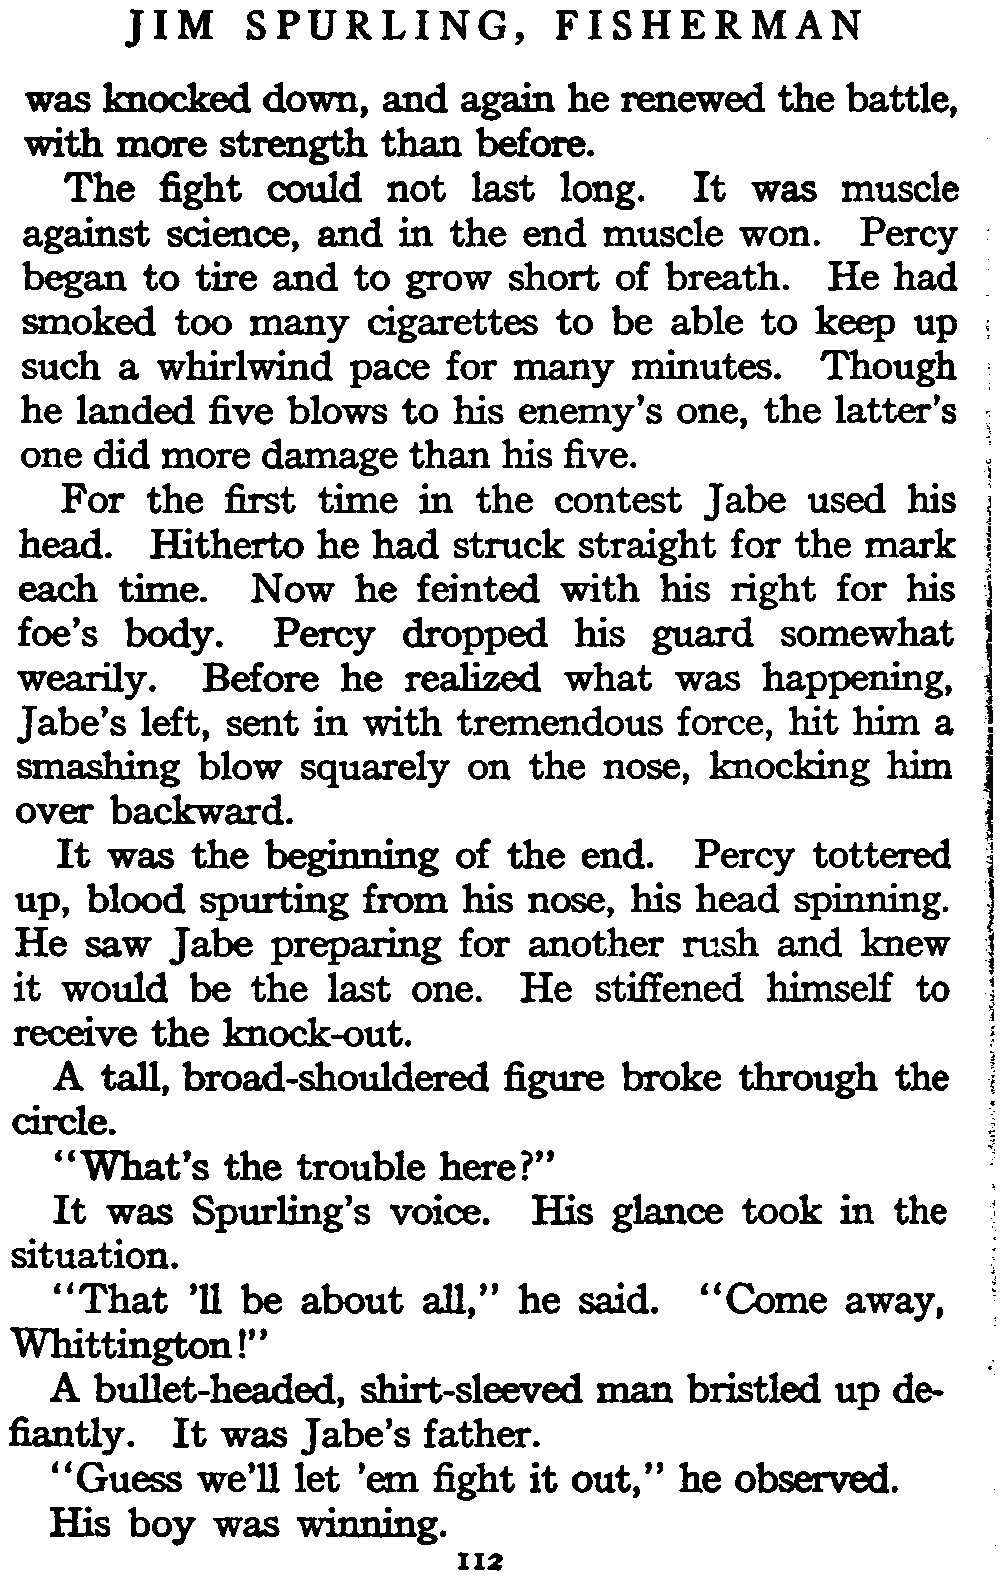 JIM SPURLING, FISHERMAN
was knocked down, and again he renewed the battle,
with more strength than before.
The fight could not last long. It was muscle
against science, and in the end muscle won. Percy
began to tire and to grow short of breath. He had
smoked too many cigarettes to be able to keep up
such a whirlwind pace for many minutes. Though
he landed five blows to his enemy's one, the latter's
one did more damage than his five.
For the first time in the contest Jabe used his
head. Hitherto he had struck straight for the mark
each time. Now he feinted with his right for his
foe's body. Percy dropped his guard somewhat
wearily. Before he realized what was happening,
Jabe's left, sent in with tremendous force, hit him a
smashing blow squarely on the nose, knocking him
over backward.
It was the beginning of the end. Percy tottered
up, blood spurting from his nose, his head spinning.
He saw Jabe preparing for another rush and knew
it would be the last one. He stiffened himself to
receive the knock-out.
A tall, broad-shouldered figure broke through the
circle.
"What's the trouble here?"
It was Spurling's voice. His glance took in the
situation.
"That 'll be about all," he said. "Come away,
Whittington!"
A bullet-headed, shirt-sleeved man bristled up de-
fiantly. It was Jabe's father.
"Guess we'll let 'em fight it out," he observed.
His boy was winning.
112